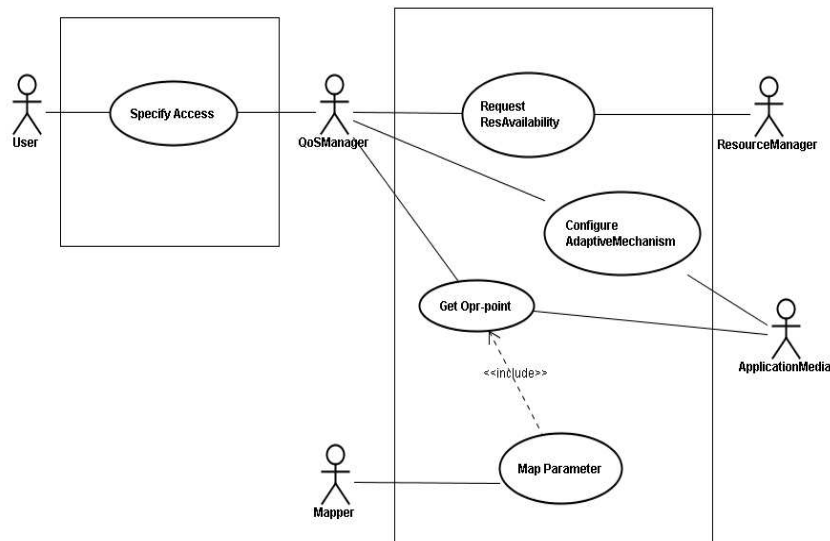 Specify Access
User
QoSManager
Request
ResAvailability
ResourceManager
Configure
AdaptiveMechanism
Get Opr-point
ApplicationMedia
<<include>>
Map Parameter
Mapper